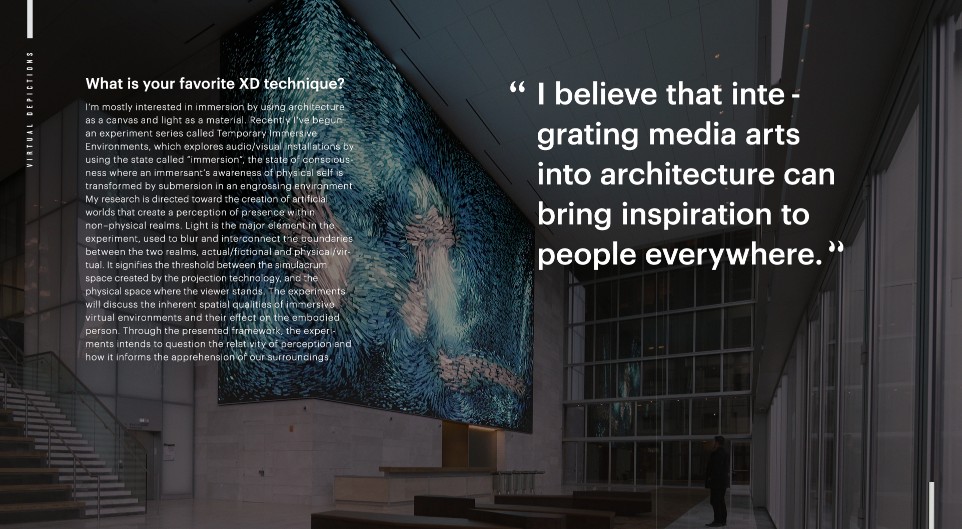 VIRTUAL DEPICTIONS
What is your favorite XD technique?
I'm mostly interested in immersion by using architecture
as a canvas and light as a material. Recently I've begun
an experiment series called Temporary Immersive
Environments, which explores audio/visual installations by
using the state called "immersion", the state of conscious-
ness where an immersant's awareness of physical self is
transformed by submersion in an engrossing environment.
My research is directed toward the creation of artificial
worlds that create a perception of presence within
non-physical realms. Light is the major element in the
experiment, used to blur and interconnect the boundaries
between the two realms, actual/fictional and physical/vir-
tual. It signifies the threshold between the simulacrum
space created by the projection technology, and the
physical space where the viewer stands. The experiments
will discuss the inherent spatial qualities of immersive
virtual environments and their effect on the embodied
person. Through the presented framework, the experi-
ments intends to question the relativity of perception and
how it informs the apprehension of our surroundings.
“ I believe that inte-
grating media arts
into architecture can
bring inspiration to
people everywhere.”